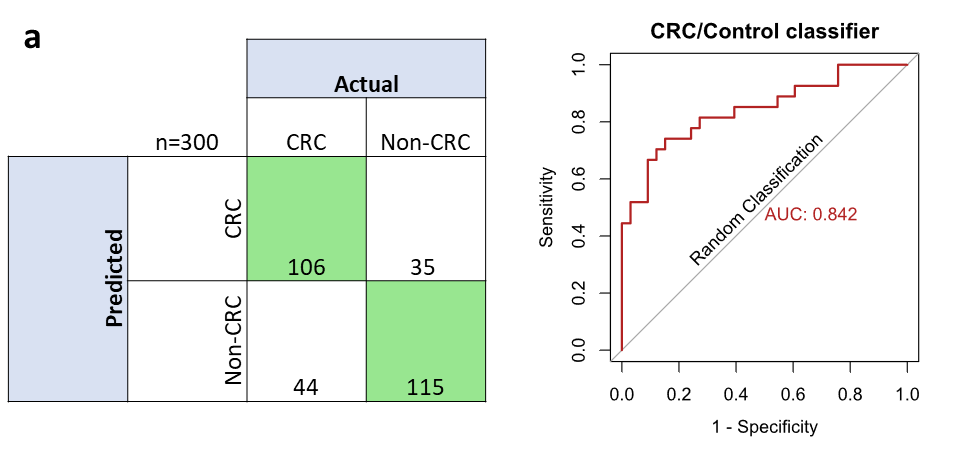 a
Actual
n=300 CRC Non-CRC
Predicted
CRC
106 35
Non-CRC
44 115
CRC/Control classifier
Sensitivity
1.0
0.8
0.6
0.4
0.2
0.0
Random Classification
AUC: 0.842
0.0 0.2 0.4 0.6 0.8 1.0
1 - Specificity